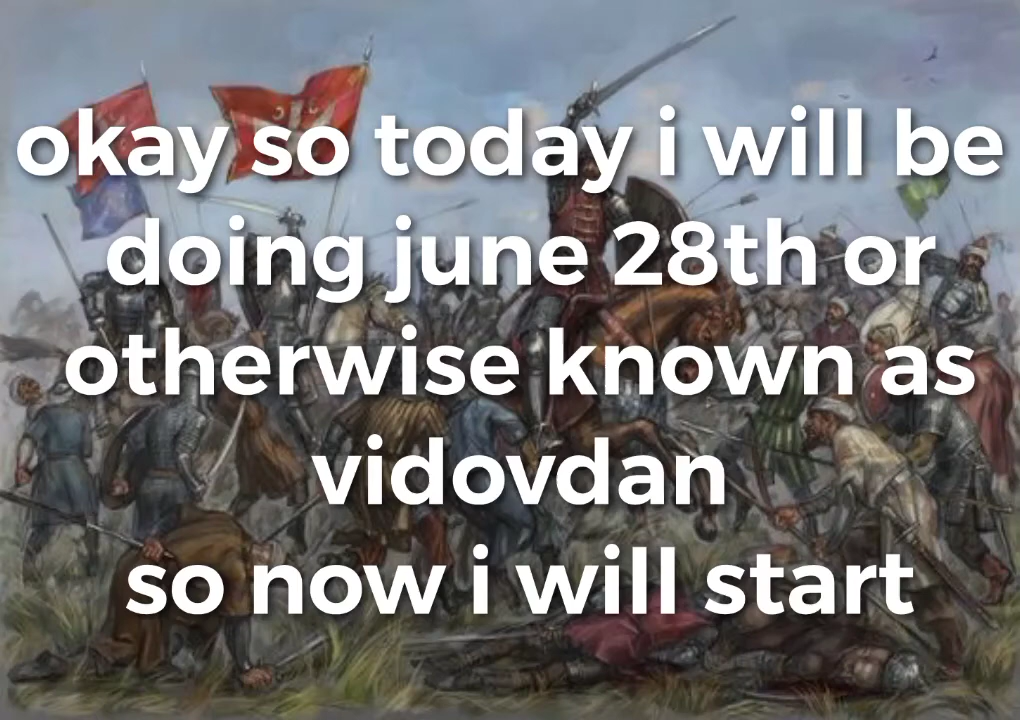 okay so today i will be
doing june 28th or
otherwise known as
vidovdan
so now i will start